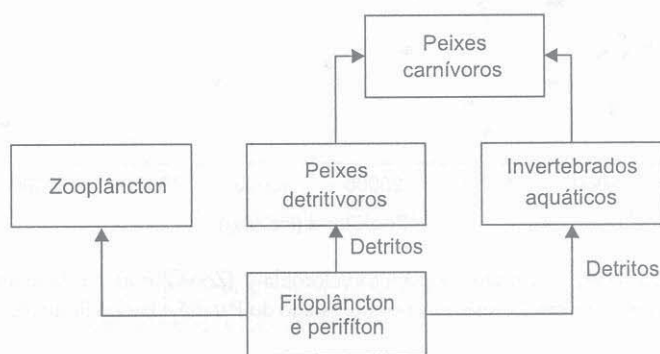 Peixes
carnívoros
Zooplâncton
Peixes
detritívoros
Invertebrados
aquáticos
Detritos
Detritos
Fitoplâncton
e perifíton